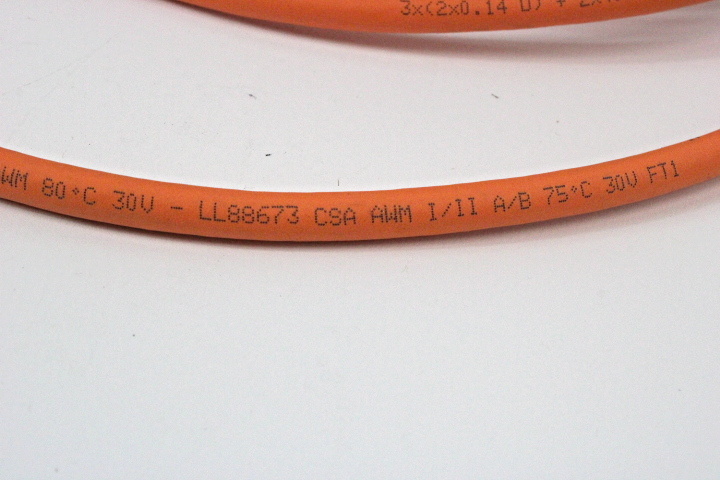 3x(2x0.14 D) + 2x
WM 80°C 30V - LL88673 CSA AWM I/II A/B 75°C 30V FT1